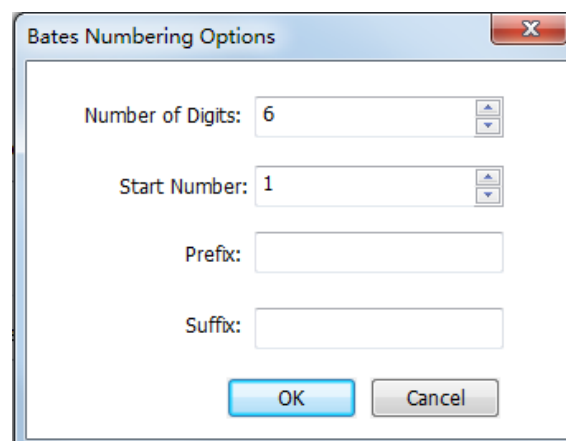 Bates Numbering Options
Number of Digits: 6
Start Number: 1
Prefix:
Suffix:
OK Cancel